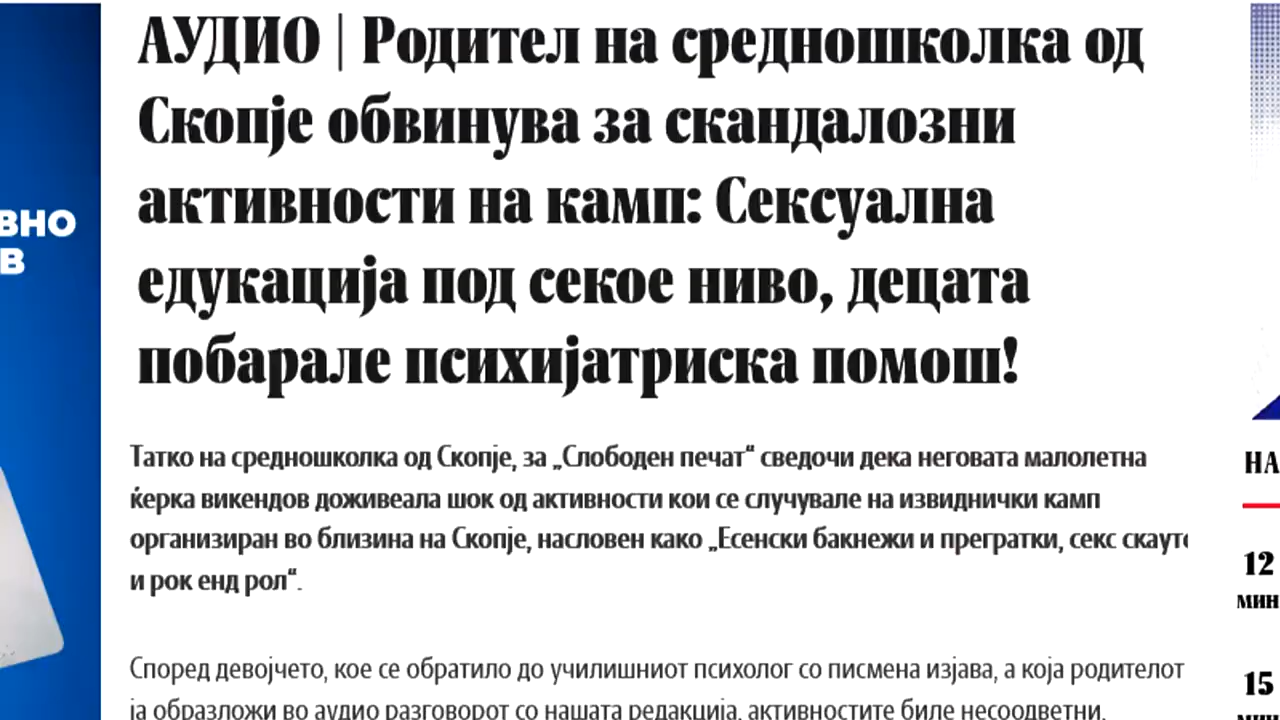 АУДИО | Родител на средношколка од
Скопје обвинува за скандалозни
активности на камп: Сексуална
едукација под секое ниво, децата
побарале психијатриска помош!
Татко на средношколка од Скопје, за „Слободен печат“ сведочи дека неговата малолетна
ќерка викендов доживеала шок од активности кои се случувале на извиднички камп
организиран во близина на Скопје, насловен како „Есенски бакнежи и прегратки, секс скаутс
и рок енд рол“.
Според девојчето, кое се обратило до училишниот психолог со писмена изјава, а која родителот
ја образложи во аудио разговорот со нашата редакција, активностите биле несоодветни,
ВНО
В
НА
12
мин
15